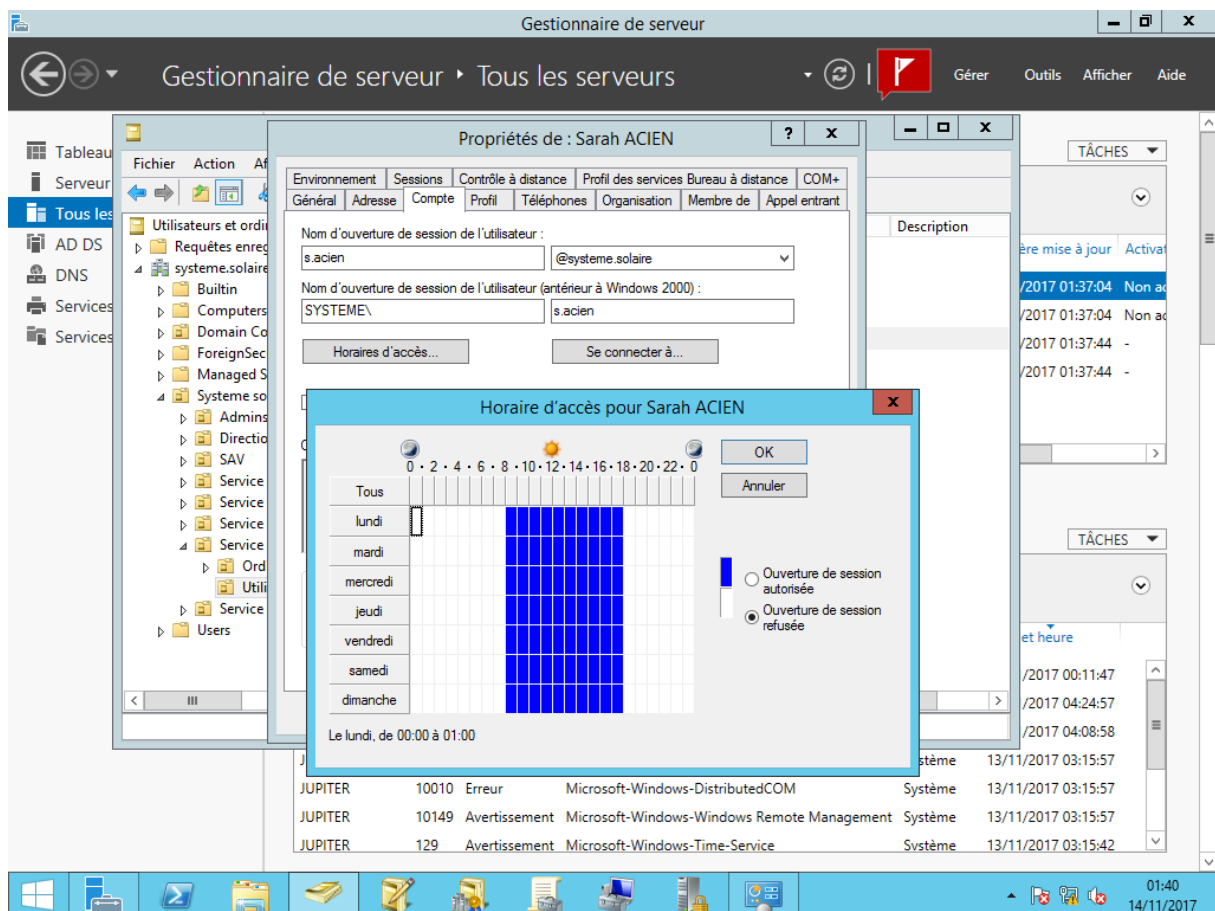 Gestionnaire de serveur
Gestionnaire de serveur ‣ Tous les serveurs
Gérer Outils Afficher Aide
Tableau
Serveur
Tous les
AD DS
DNS
Services
Services
Fichier Action Af
Utilisateurs et ordi
Requêtes enreg
systeme.solaire
Builtin
Computers
Domain Co
ForeignSec
Managed S
Systeme so
Admins
Directio
SAV
Service
Service
Service
Service
Ord
Utili
Service
Users
Propriétés de : Sarah ACIEN
Environnement Sessions Contrôle à distance Profil des services Bureau à distance COM+
Général Adresse Compte Profil Téléphones Organisation Membre de Appel entrant
Nom d'ouverture de session de l'utilisateur :
s.acien @systeme.solaire
Nom d'ouverture de session de l'utilisateur (antérieur à Windows 2000) :
SYSTEME\ s.acien
Horaires d'accès... Se connecter à...
Description
TÂCHES
ère mise à jour Activat
/2017 01:37:04 Non ac
/2017 01:37:04 Non ac
/2017 01:37:44 -
/2017 01:37:44 -
Horaire d'accès pour Sarah ACIEN
0 · 2 · 4 · 6 · 8 · 10 · 12 · 14 · 16 · 18 · 20 · 22 · 0
OK
Annuler
Tous
lundi
mardi
mercredi
jeudi
vendredi
samedi
dimanche
Ouverture de session
autorisée
Ouverture de session
refusée
Le lundi, de 00:00 à 01:00
TÂCHES
et heure
/2017 00:11:47
/2017 04:24:57
/2017 04:08:58
stème 13/11/2017 03:15:57
JUPITER 10010 Erreur Microsoft-Windows-DistributedCOM Système 13/11/2017 03:15:57
JUPITER 10149 Avertissement Microsoft-Windows-Windows Remote Management Système 13/11/2017 03:15:57
JUPITER 129 Avertissement Microsoft-Windows-Time-Service Système 13/11/2017 03:15:42
01:40
14/11/2017